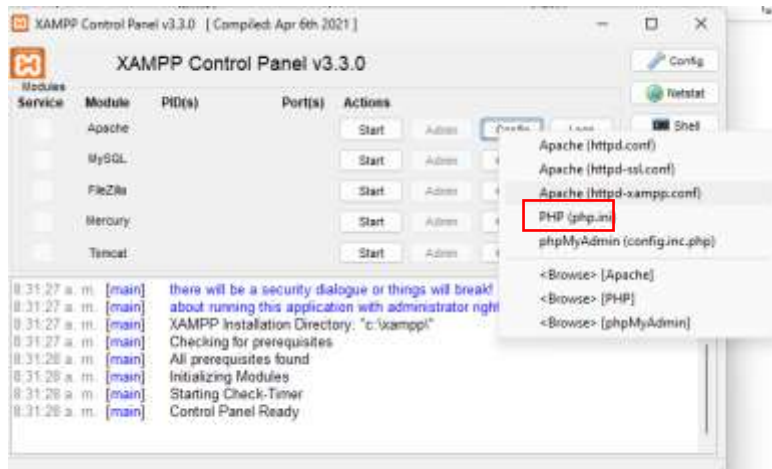 XAMPP Control Panel v3.3.0 [ Compiled: Apr 6th 2021 ]
XAMPP Control Panel v3.3.0
Config
Netstat
Shell
Modules
Service Module PID(s) Port(s) Actions
Apache Start Admin Config Logs
MySQL Start Admin
FileZilla Start Admin
Mercury Start Admin
Tomcat Start Admin
Apache (httpd.conf)
Apache (httpd-ssl.conf)
Apache (httpd-xampp.conf)
PHP (php.ini
phpMyAdmin (config.inc.php)
<Browse> [Apache]
<Browse> [PHP]
<Browse> [phpMyAdmin]
8:31:27 a. m. [main] there will be a security dialogue or things will break!
8:31:27 a. m. [main] about running this application with administrator righ
8:31:27 a. m. [main] XAMPP Installation Directory: "c:\xampp\"
8:31:27 a. m. [main] Checking for prerequisites
8:31:28 a. m. [main] All prerequisites found
8:31:28 a. m. [main] Initializing Modules
8:31:28 a. m. [main] Starting Check-Timer
8:31:28 a. m. [main] Control Panel Ready